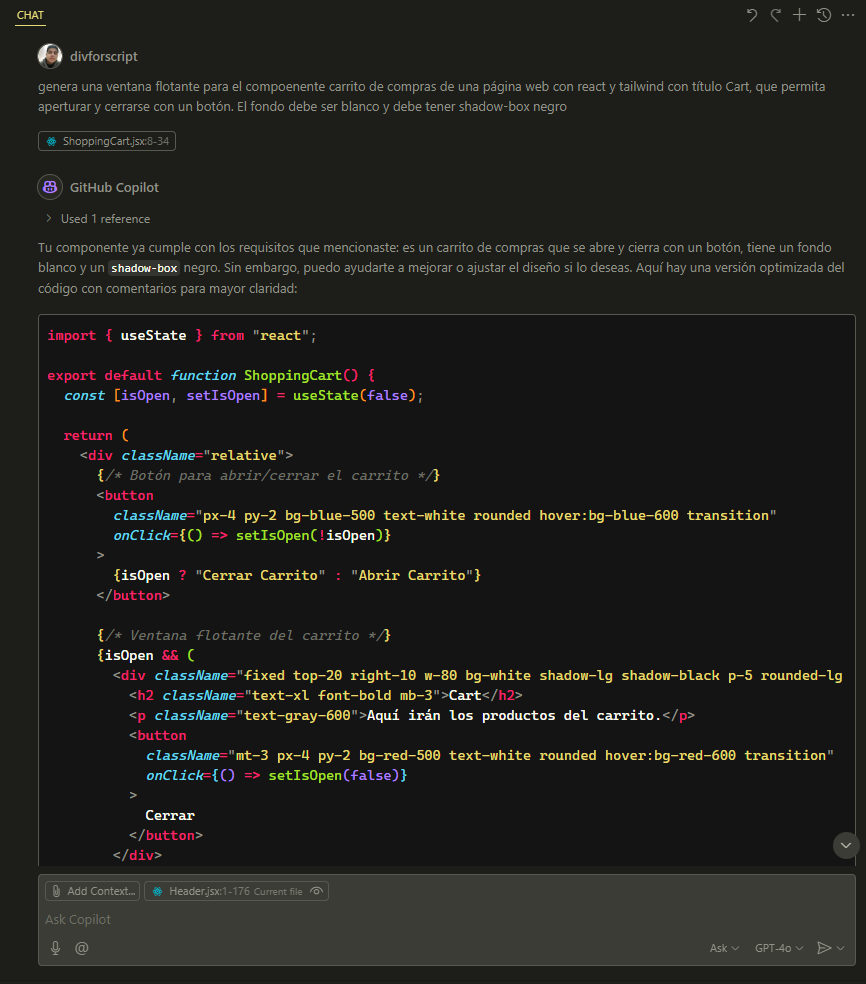 CHAT
divforscript
genera una ventana flotante para el compoenente carrito de compras de una página web con react y tailwind con título Cart, que permita
aperturar y cerrarse con un botón. El fondo debe ser blanco y debe tener shadow-box negro
ShoppingCart.jsx:8-34
GitHub Copilot
Used 1 reference
Tu componente ya cumple con los requisitos que mencionaste: es un carrito de compras que se abre y cierra con un botón, tiene un fondo
blanco y un shadow-box negro. Sin embargo, puedo ayudarte a mejorar o ajustar el diseño si lo deseas. Aquí hay una versión optimizada del
código con comentarios para mayor claridad:
import { useState } from "react";
export default function ShoppingCart() {
const [isOpen, setIsOpen] = useState(false);
return (
<div className="relative">
{/* Botón para abrir/cerrar el carrito */}
<button
className="px-4 py-2 bg-blue-500 text-white rounded hover:bg-blue-600 transition"
onClick={() => setIsOpen(!isOpen)}
>
{isOpen ? "Cerrar Carrito" : "Abrir Carrito"}
</button>
{/* Ventana flotante del carrito */}
{isOpen && (
<div className="fixed top-20 right-10 w-80 bg-white shadow-lg shadow-black p-5 rounded-lg
<h2 className="text-xl font-bold mb-3">Cart</h2>
<p className="text-gray-600">Aquí irán los productos del carrito.</p>
<button
className="mt-3 px-4 py-2 bg-red-500 text-white rounded hover:bg-red-600 transition"
onClick={() => setIsOpen(false)}
>
Cerrar
</button>
</div>
Add Context... Header.jsx:1-176 Current file
Ask Copilot
@ Ask GPT-4o